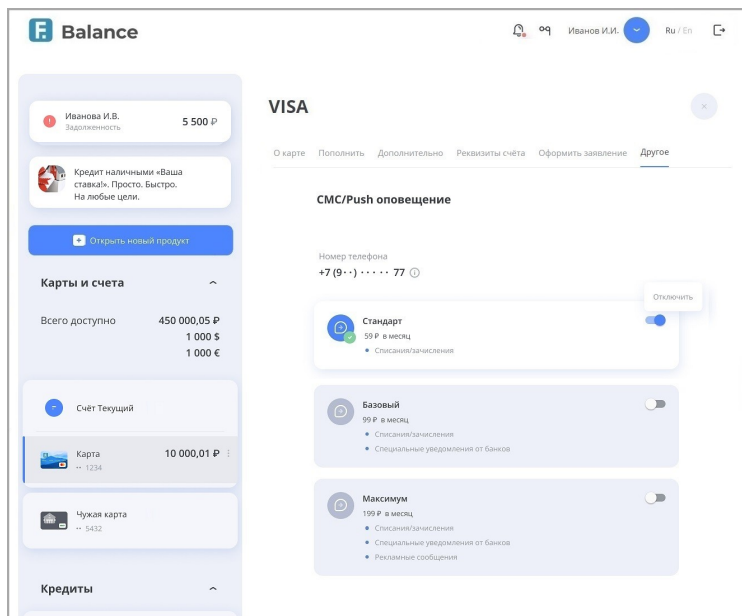 F. Balance
Иванов И.И.
Ru / En
Иванова И.В.
Задолженность
5 500 ₽
Кредит наличными «Ваша
ставка!». Просто. Быстро.
На любые цели.
Открыть новый продукт
Карты и счета
Всего доступно
450 000,05 ₽
1 000 $
1 000 €
Счёт Текущий
Карта
10 000,01 ₽
•• 1234
Чужая карта
•• 5432
Кредиты
VISA
О карте Пополнить Дополнительно Реквизиты счёта Оформить заявление Другое
СМС/Push оповещение
Номер телефона
+7 (9••) ••••• 77
Отключить
Стандарт
59 ₽ в месяц
• Списания/зачисления
Базовый
99 ₽ в месяц
• Списания/зачисления
• Специальные уведомления от банков
Максимум
199 ₽ в месяц
• Списания/зачисления
• Специальные уведомления от банков
• Рекламные сообщения